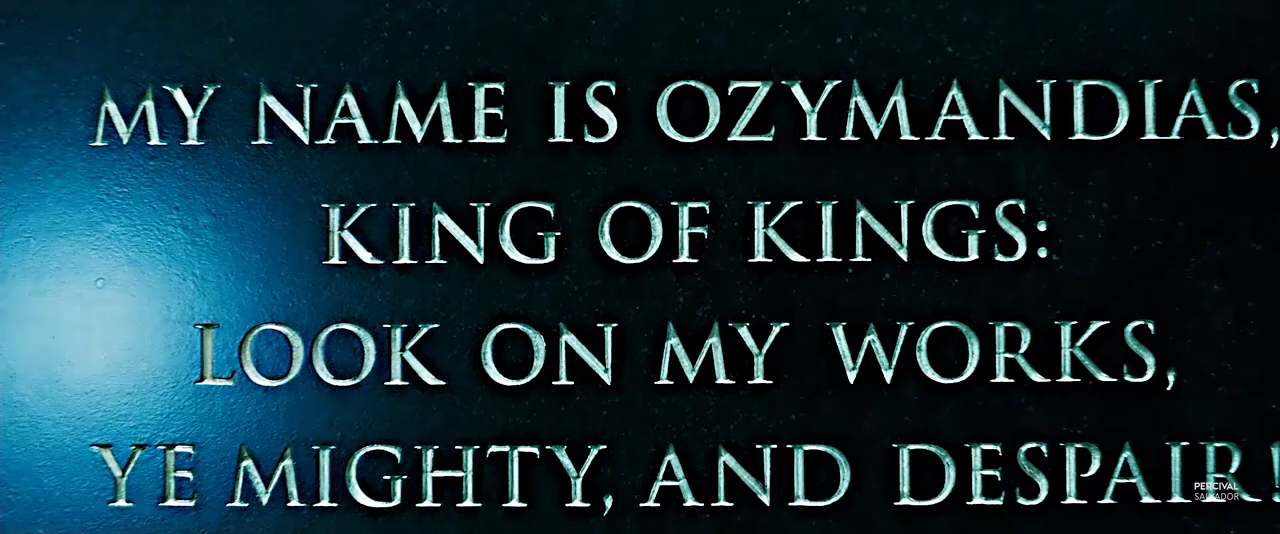 MY NAME IS OZYMANDIAS,
KING OF KINGS:
LOOK ON MY WORKS,
YE MIGHTY, AND DESPAIR!
PERCIVAL
SALVADOR